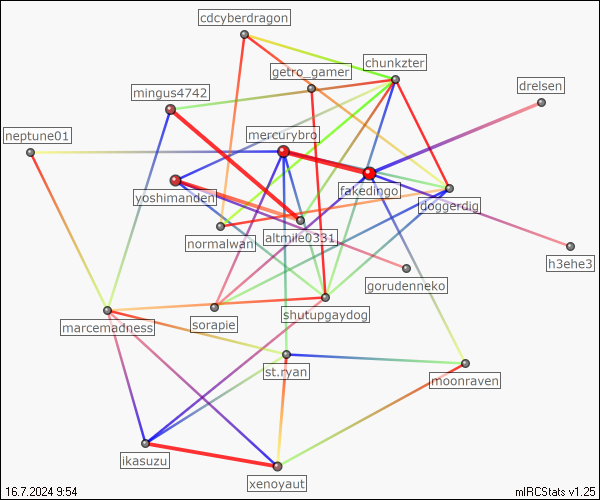 cdcyberdragon
chunkzter
getro_gamer
drelsen
mingus4742
neptune01
mercurybro
yoshimanden
fakedingo
doggerdig
normalwan
altmile0331
h3ehe3
gorudenneko
marcemadness
sorapie
shutupgaydog
st.ryan
moonraven
ikasuzu
xenoyaut
16.7.2024 9:54
mIRCStats v1.25